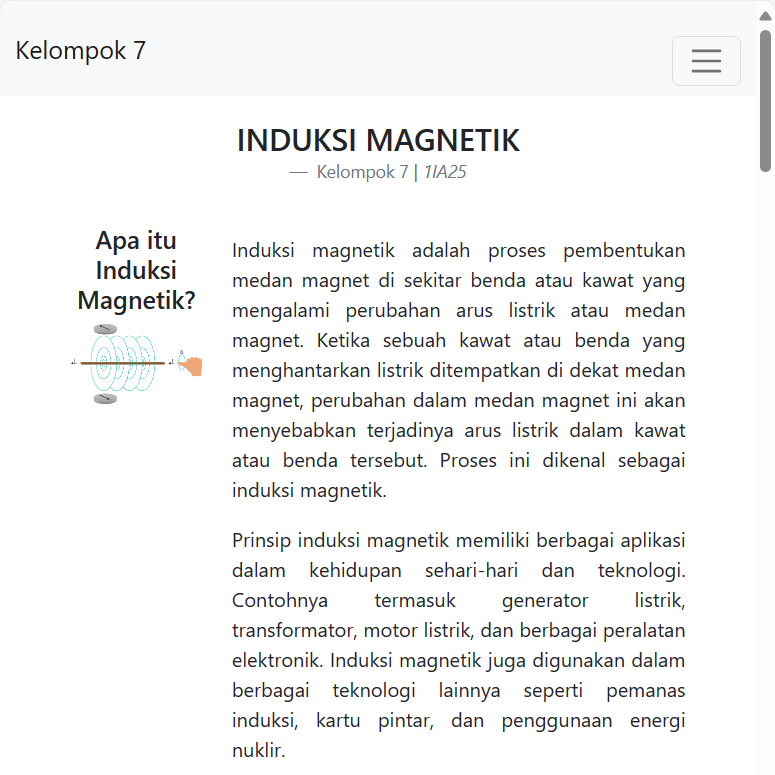 Kelompok 7
INDUKSI MAGNETIK
— Kelompok 7 | 1IA25
Apa itu
Induksi
Magnetik?
Induksi magnetik adalah proses pembentukan
medan magnet di sekitar benda atau kawat yang
mengalami perubahan arus listrik atau medan
magnet. Ketika sebuah kawat atau benda yang
menghantarkan listrik ditempatkan di dekat medan
magnet, perubahan dalam medan magnet ini akan
menyebabkan terjadinya arus listrik dalam kawat
atau benda tersebut. Proses ini dikenal sebagai
induksi magnetik.
Prinsip induksi magnetik memiliki berbagai aplikasi
dalam kehidupan sehari-hari dan teknologi.
Contohnya termasuk generator listrik,
transformator, motor listrik, dan berbagai peralatan
elektronik. Induksi magnetik juga digunakan dalam
berbagai teknologi lainnya seperti pemanas
induksi, kartu pintar, dan penggunaan energi
nuklir.